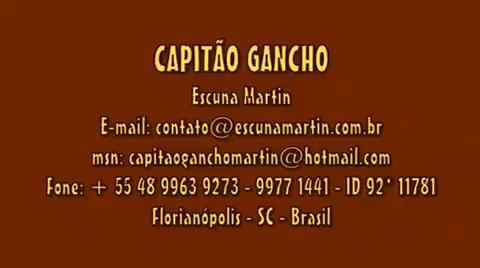 CAPITÃO GANCHO
Escuna Martin
E-mail: contato@escunamartin.com.br
msn: capitaoganchomartin@hotmail.com
Fone: + 55 48 9963 9273 - 9977 1441 - ID 92* 11781
Florianópolis - SC - Brasil